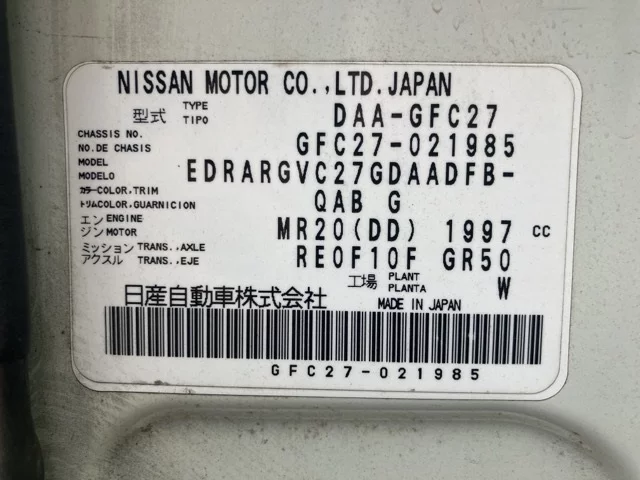 NISSAN MOTOR CO.,LTD.JAPAN
型式 TYPE TIPO DAA-GFC27
CHASSIS NO. NO.DE CHASIS GFC27-021985
MODEL MODELO EDRARGVC27GDAADFB-
カラーCOLOR,TRIM トリムCOLOR,GUARNICION QAB G
エンジン ENGINE MOTOR MR20(DD) 1997 CC
ミッション TRANS.,AXLE アクスル TRANS.,EJE RE0F10F GR50
工場 PLANT PLANTA W
日産自動車株式会社 MADE IN JAPAN
GFC27-021985